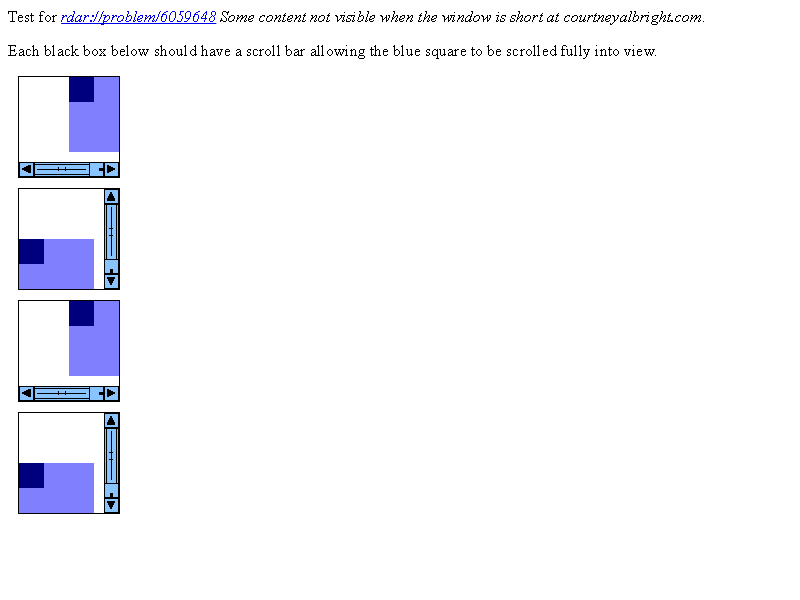 Test for rdar://problem/6059648 Some content not visible when the window is short at courtneyalbright.com.
Each black box below should have a scroll bar allowing the blue square to be scrolled fully into view.